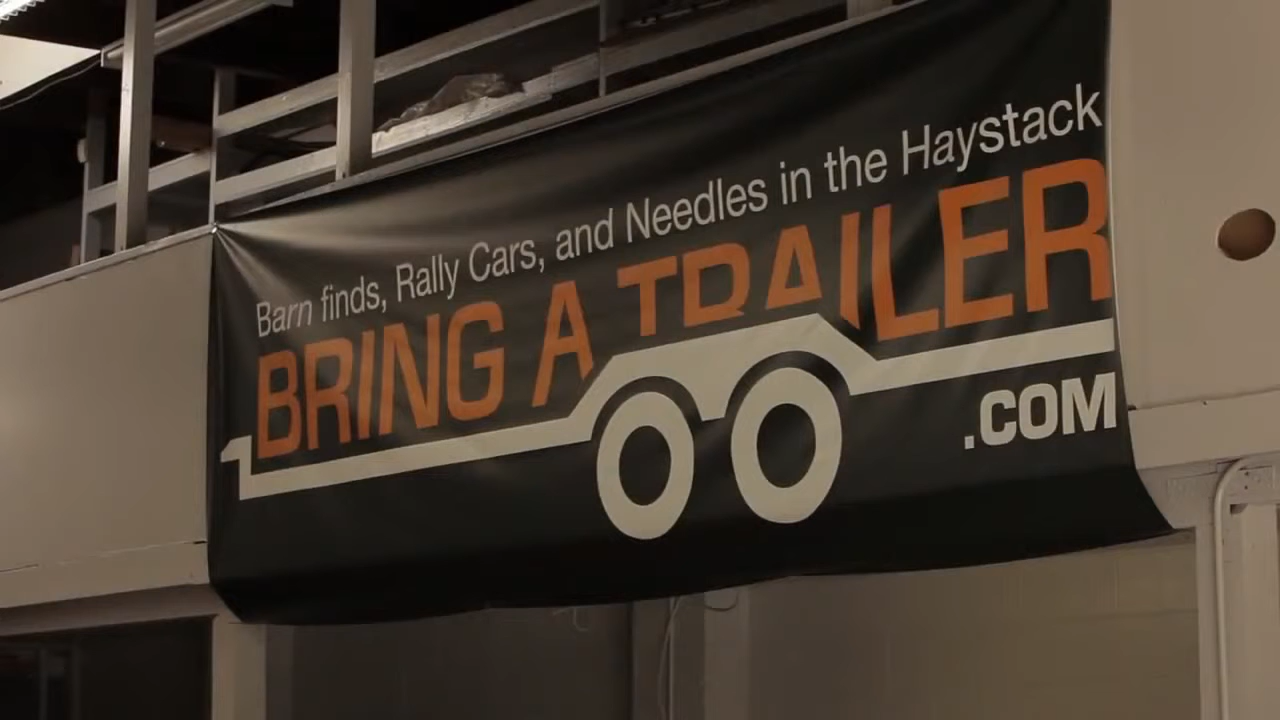 Barn finds, Rally Cars, and Needles in the Haystack
BRING A TRAILER
.COM